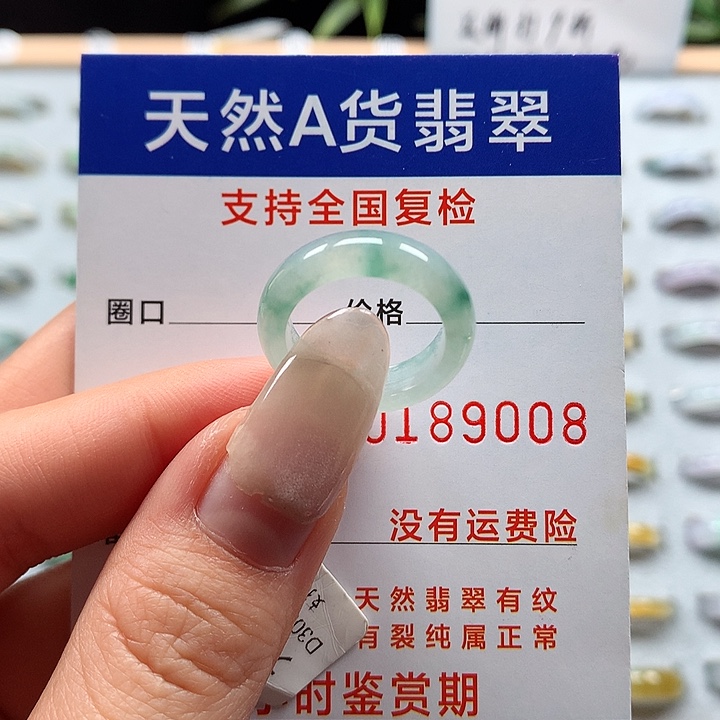 天然A货翡翠
支持全国复检
圈口 价格
189008
没有运费险
天然翡翠有纹
有裂纯属正常
时鉴赏期
D30